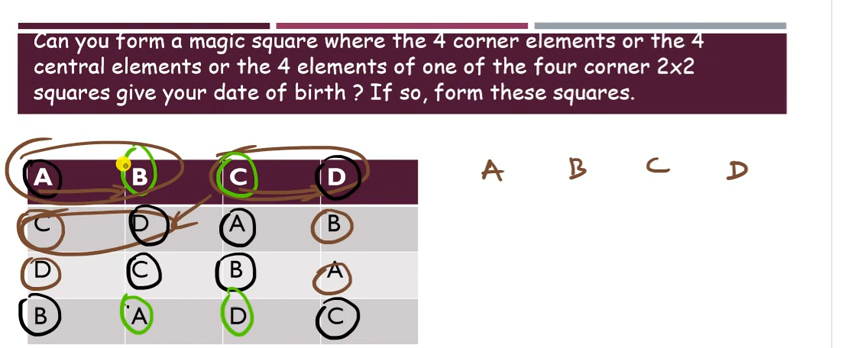 Can you form a magic square where the 4 corner elements or the 4
central elements or the 4 elements of one of the four corner 2x2
squares give your date of birth ? If so, form these squares.
A B C D
A B C D
C D A B
D C B A
B A D C